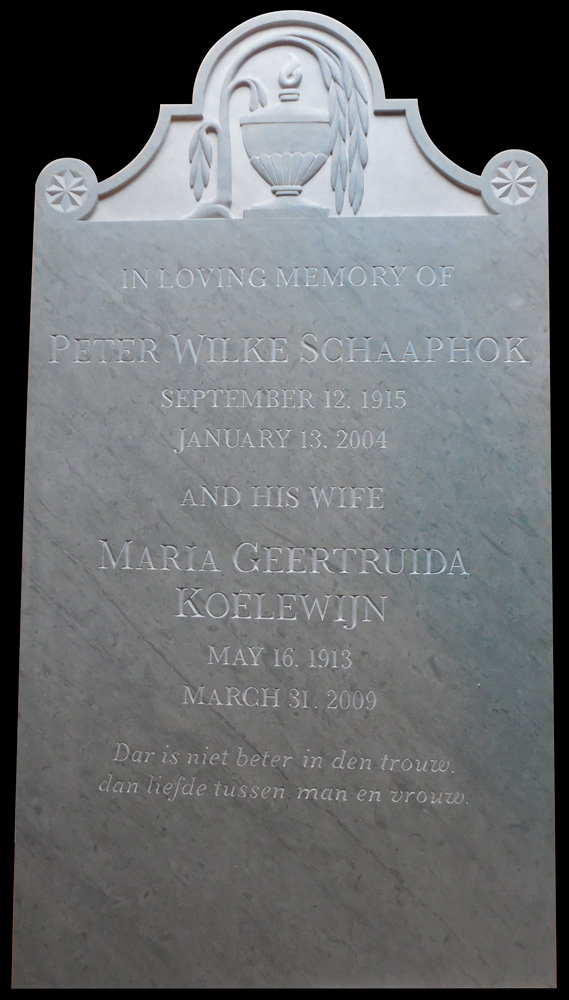 IN LOVING MEMORY OF
PETER WILKE SCHAAPHOK
SEPTEMBER 12, 1915
JANUARY 13, 2004
AND HIS WIFE
MARIA GEERTRUIDA
KOELEWIJN
MAY 16, 1913
MARCH 31, 2009
Dar is niet beter in den trouw,
dan liefde tussen man en vrouw.